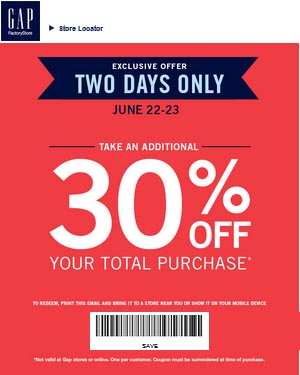 GAP
FactoryStore
Store Locator
EXCLUSIVE OFFER
TWO DAYS ONLY
JUNE 22-23
TAKE AN ADDITIONAL
30% OFF
YOUR TOTAL PURCHASE*
TO REDEEM, PRINT THIS EMAIL AND BRING IT TO A STORE NEAR YOU OR SHOW IT ON YOUR MOBILE DEVICE
SAVE
*Not valid at Gap stores or online. One per customer. Coupon must be surrendered at time of purchase.